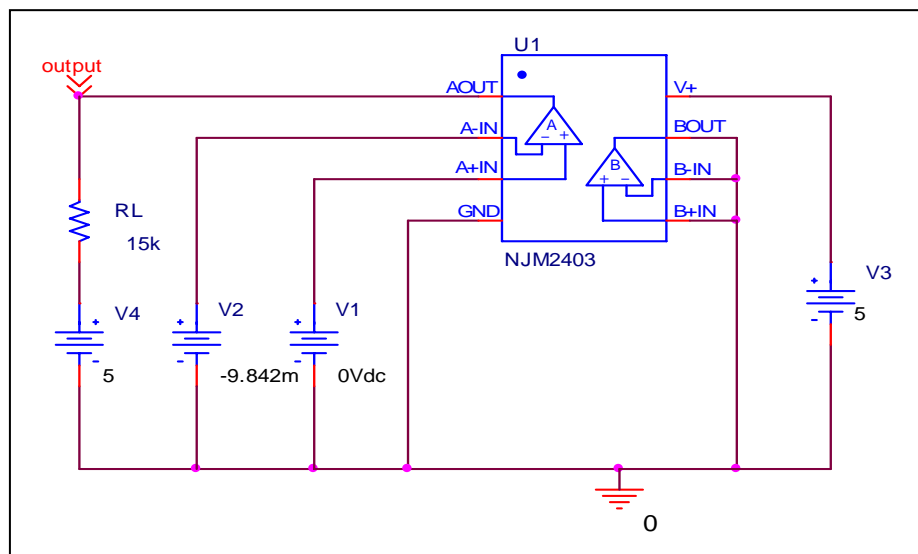 U1
output
AOUT
V+
A-IN
A
BOUT
- +
A+IN
B
B-IN
+ -
GND
B+IN
RL
15k
NJM2403
V3
+
5
-
V4
+
5
-
V2
+
-9.842m
-
V1
+
0Vdc
-
0